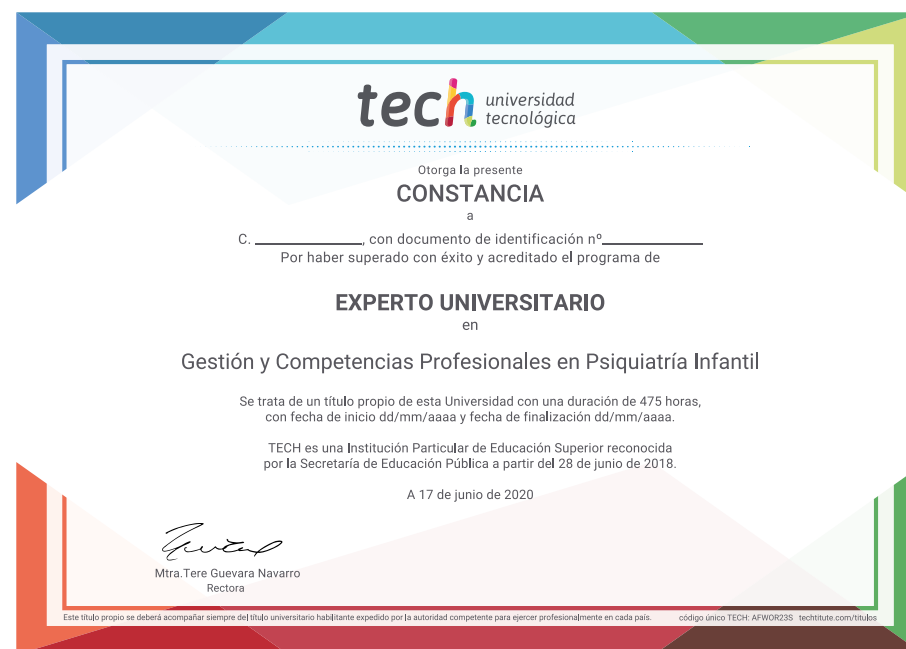 tech universidad
tecnológica
Otorga la presente
CONSTANCIA
a
C. ____________, con documento de identificación nº____________
Por haber superado con éxito y acreditado el programa de
EXPERTO UNIVERSITARIO
en
Gestión y Competencias Profesionales en Psiquiatría Infantil
Se trata de un título propio de esta Universidad con una duración de 475 horas,
con fecha de inicio dd/mm/aaaa y fecha de finalización dd/mm/aaaa.
TECH es una Institución Particular de Educación Superior reconocida
por la Secretaría de Educación Pública a partir del 28 de junio de 2018.
A 17 de junio de 2020
Mtra.Tere Guevara Navarro
Rectora
Este título propio se deberá acompañar siempre del título universitario habilitante expedido por la autoridad competente para ejercer profesionalmente en cada país. código único TECH: AFWOR23S techtitute.com/titulos